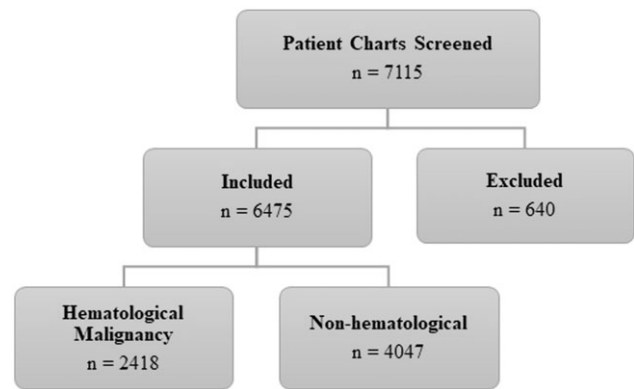 Patient Charts Screened
n = 7115
Included
n = 6475
Excluded
n = 640
Hematological
Malignancy
n = 2418
Non-hematological
n = 4047